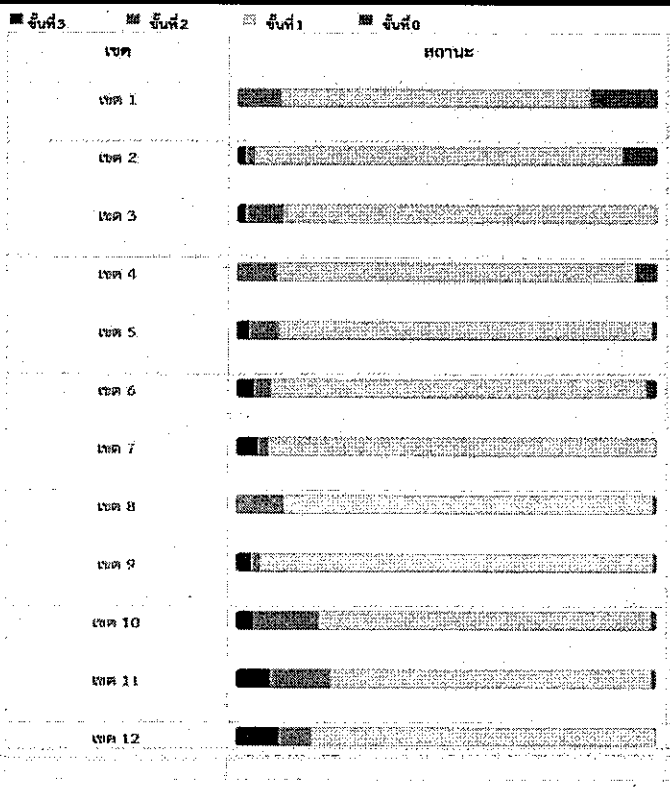 ขั้นที่3 ขั้นที่2 ขั้นที่1 ขั้นที่0
เขต สถานะ
เขต 1
เขต 2
เขต 3
เขต 4
เขต 5
เขต 6
เขต 7
เขต 8
เขต 9
เขต 10
เขต 11
เขต 12